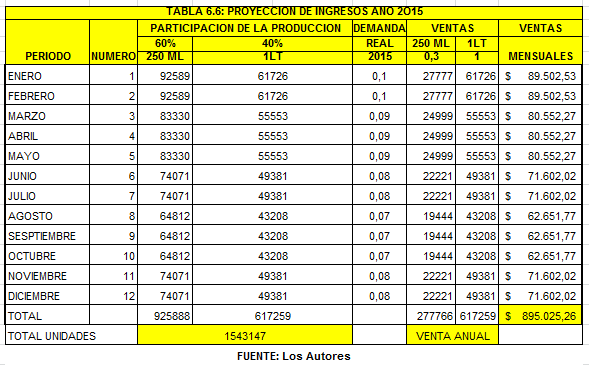 TABLA 6.6: PROYECCION DE INGRESOS AÑO 2015
PARTICIPACION DE LA PRODUCCION DEMANDA VENTAS VENTAS
60% 40% REAL 250 ML 1LT
PERIODO NUMERO 250 ML 1LT 2015 0,3 1 MENSUALES
ENERO 1 92589 61726 0,1 27777 61726 $ 89.502,53
FEBRERO 2 92589 61726 0,1 27777 61726 $ 89.502,53
MARZO 3 83330 55553 0,09 24999 55553 $ 80.552,27
ABRIL 4 83330 55553 0,09 24999 55553 $ 80.552,27
MAYO 5 83330 55553 0,09 24999 55553 $ 80.552,27
JUNIO 6 74071 49381 0,08 22221 49381 $ 71.602,02
JULIO 7 74071 49381 0,08 22221 49381 $ 71.602,02
AGOSTO 8 64812 43208 0,07 19444 43208 $ 62.651,77
SESPTIEMBRE 9 64812 43208 0,07 19444 43208 $ 62.651,77
OCTUBRE 10 64812 43208 0,07 19444 43208 $ 62.651,77
NOVIEMBRE 11 74071 49381 0,08 22221 49381 $ 71.602,02
DICIEMBRE 12 74071 49381 0,08 22221 49381 $ 71.602,02
TOTAL 925888 617259 277766 617259 $ 895.025,26
TOTAL UNIDADES 1543147 VENTA ANUAL
FUENTE: Los Autores